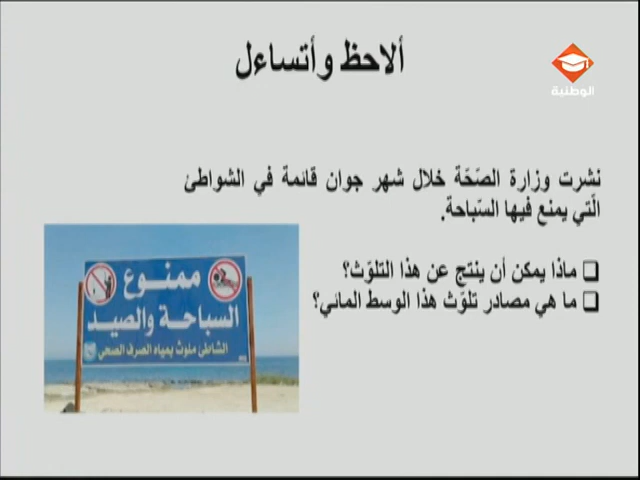 ألاحظ وأتساءل
الوطنية
نشرت وزارة الصّحّة خلال شهر جوان قائمة في الشواطئ
الّتي يمنع فيها السّباحة.
ماذا يمكن أن ينتج عن هذا التلوّث؟
ما هي مصادر تلوّث هذا الوسط المائي؟
ممنوع
السباحة والصيد
الشاطئ ملوث بمياه الصرف الصحي